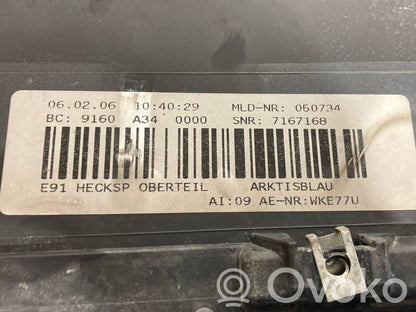 06.02.06 10:40:29 MLD-NR: 050734
BC: 9160 A34 0000 SNR: 7167168
E91 HECKSP OBERTEIL ARKTISBLAU
AI:09 AE-NR:WKE77U
Ovoko